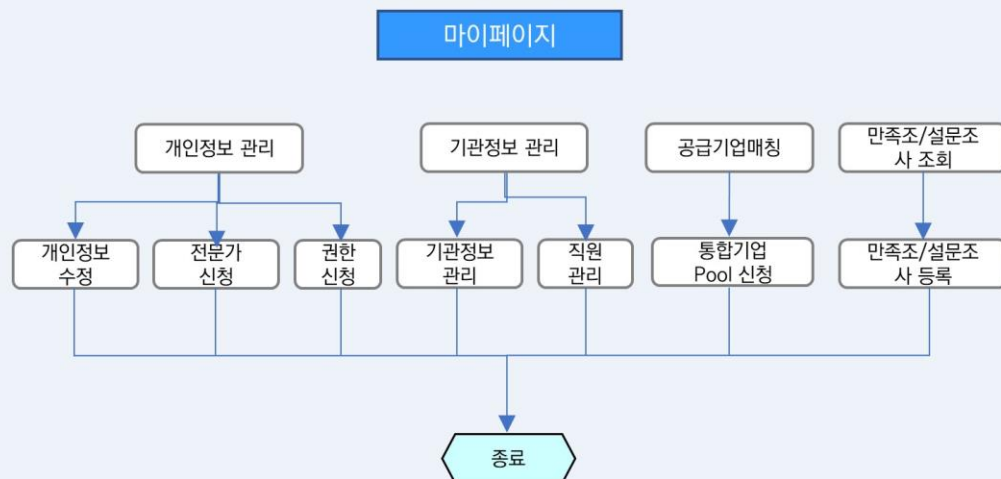 마이페이지
개인정보 관리
기관정보 관리
공급기업매칭
만족조/설문조
사 조회
개인정보
수정
전문가
신청
권한
신청
기관정보
관리
직원
관리
통합기업
Pool 신청
만족조/설문조
사 등록
종료